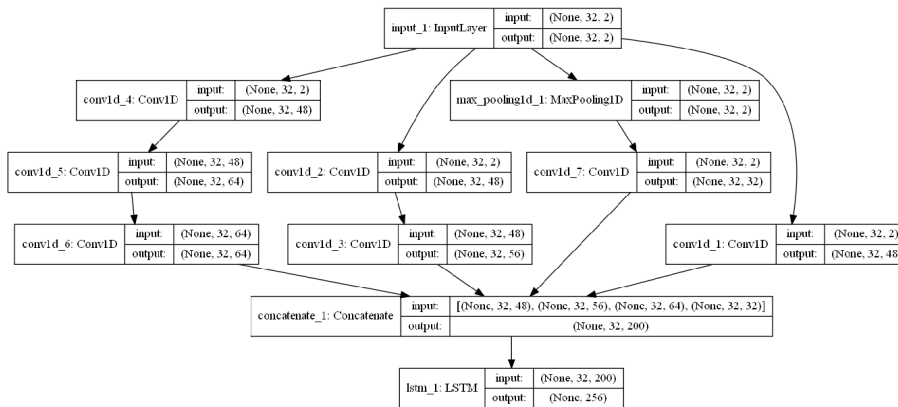 input_1: InputLayer
input: (None, 32, 2)
output: (None, 32, 2)
conv1d_4: Conv1D
input: (None, 32, 2)
output: (None, 32, 48)
max_pooling1d_1: MaxPooling1D
input: (None, 32, 2)
output: (None, 32, 2)
conv1d_5: Conv1D
input: (None, 32, 48)
output: (None, 32, 64)
conv1d_2: Conv1D
input: (None, 32, 2)
output: (None, 32, 48)
conv1d_7: Conv1D
input: (None, 32, 2)
output: (None, 32, 32)
conv1d_6: Conv1D
input: (None, 32, 64)
output: (None, 32, 64)
conv1d_3: Conv1D
input: (None, 32, 48)
output: (None, 32, 56)
conv1d_1: Conv1D
input: (None, 32, 2)
output: (None, 32, 48)
concatenate_1: Concatenate
input: [(None, 32, 48), (None, 32, 56), (None, 32, 64), (None, 32, 32)]
output: (None, 32, 200)
lstm_1: LSTM
input: (None, 32, 200)
output: (None, 256)